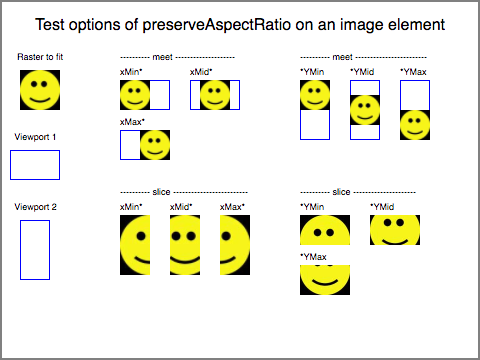 Test options of preserveAspectRatio on an image element
Raster to fit
---------- meet --------------------
---------- meet ------------------------
xMin*
xMid*
*YMin
*YMid
*YMax
xMax*
Viewport 1
---------- slice -------------------------
---------- slice ---------------------
Viewport 2
xMin*
xMid*
xMax*
*YMin
*YMid
*YMax